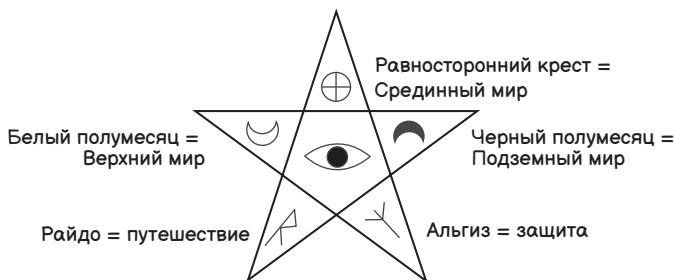 Равносторонний крест =
Срединный мир
Белый полумесяц =
Верхний мир
Черный полумесяц =
Подземный мир
Райдо = путешествие
Альгиз = защита